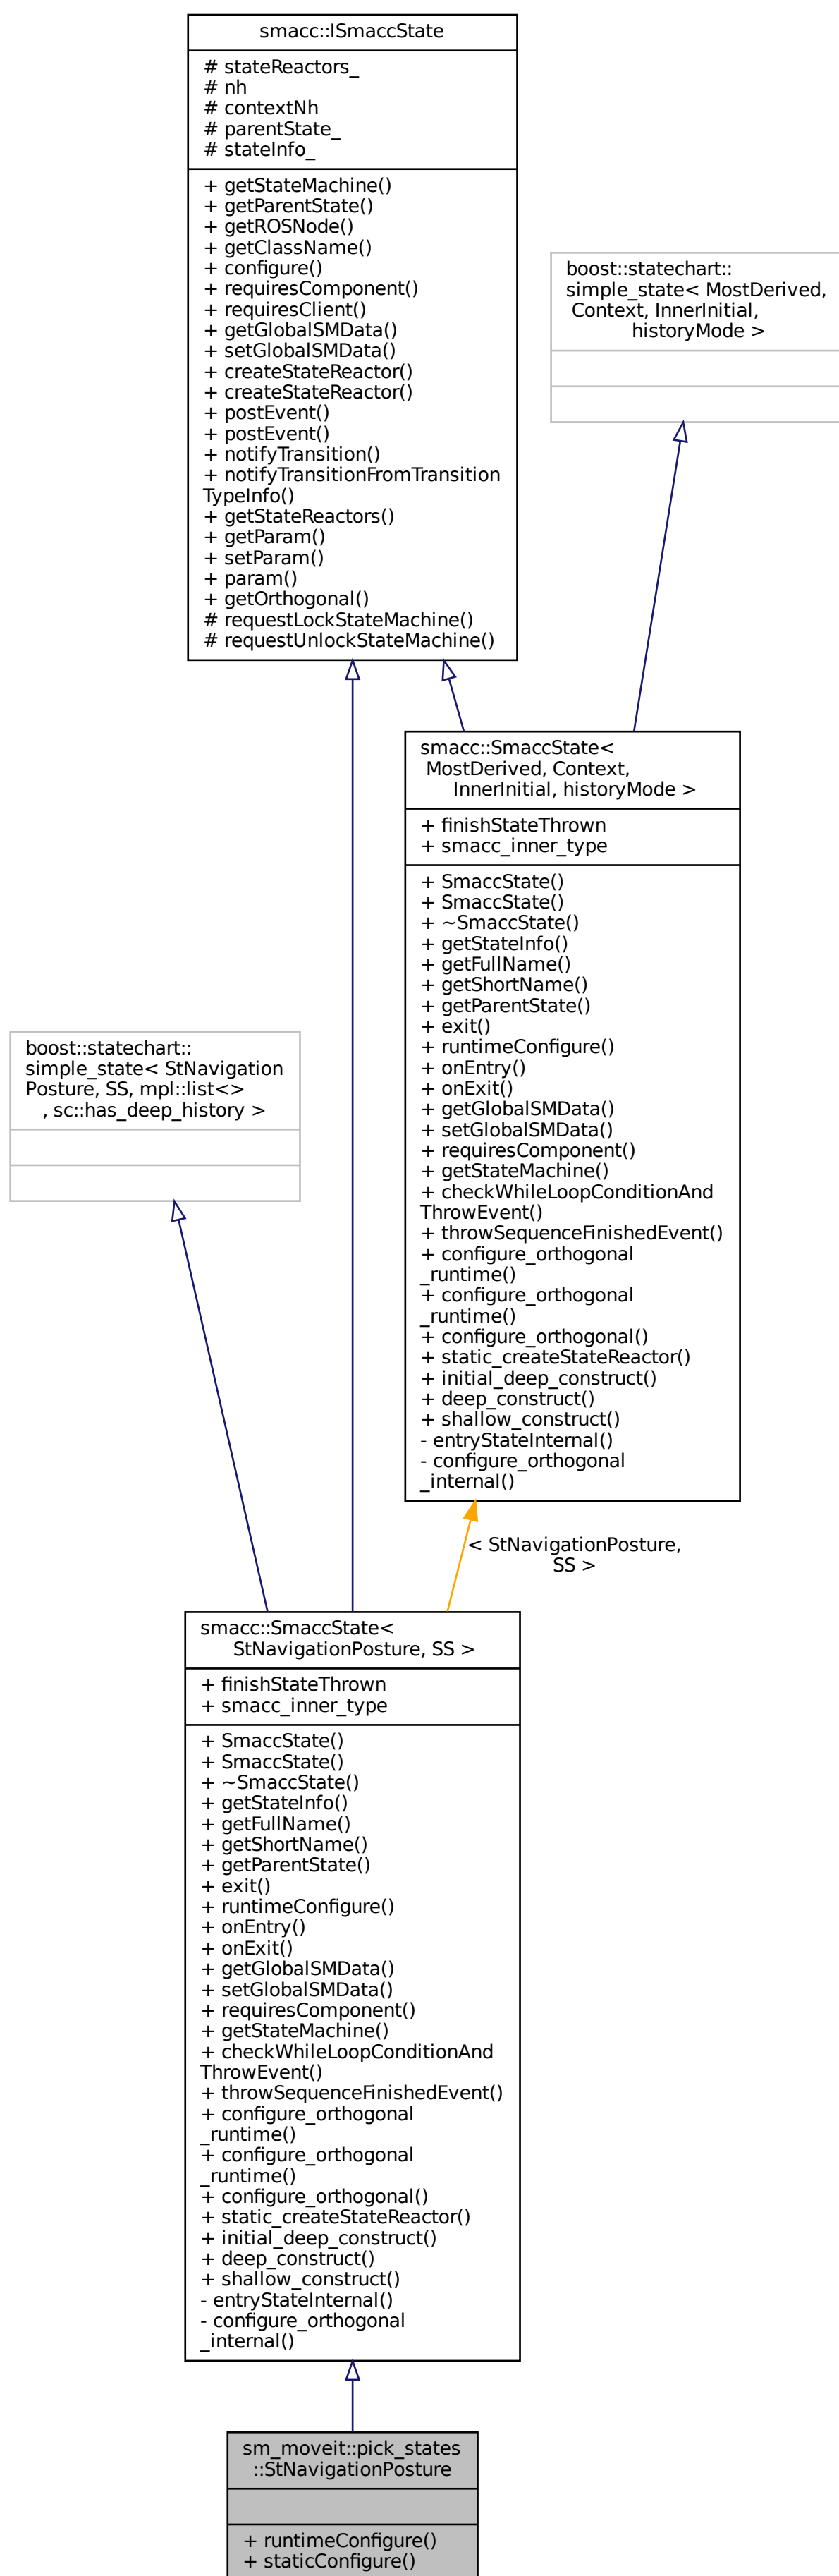 smacc::ISmaccState
# stateReactors_
# nh
# contextNh
# parentState_
# stateInfo_
+ getStateMachine()
+ getParentState()
+ getROSNode()
+ getClassName()
+ configure()
+ requiresComponent()
+ requiresClient()
+ getGlobalSMData()
+ setGlobalSMData()
+ createStateReactor()
+ createStateReactor()
+ postEvent()
+ postEvent()
+ notifyTransition()
+ notifyTransitionFromTransition
TypeInfo()
+ getStateReactors()
+ getParam()
+ setParam()
+ param()
+ getOrthogonal()
# requestLockStateMachine()
# requestUnlockStateMachine()
boost::statechart::
simple_state< MostDerived,
Context, InnerInitial,
historyMode >
smacc::SmaccState<
MostDerived, Context,
InnerInitial, historyMode >
+ finishStateThrown
+ smacc_inner_type
+ SmaccState()
+ SmaccState()
+ ~SmaccState()
+ getStateInfo()
+ getFullName()
+ getShortName()
+ getParentState()
+ exit()
+ runtimeConfigure()
+ onEntry()
+ onExit()
+ getGlobalSMData()
+ setGlobalSMData()
+ requiresComponent()
+ getStateMachine()
+ checkWhileLoopConditionAnd
ThrowEvent()
+ throwSequenceFinishedEvent()
+ configure_orthogonal
_runtime()
+ configure_orthogonal
_runtime()
+ configure_orthogonal()
+ static_createStateReactor()
+ initial_deep_construct()
+ deep_construct()
+ shallow_construct()
- entryStateInternal()
- configure_orthogonal
_internal()
boost::statechart::
simple_state< StNavigation
Posture, SS, mpl::list<>
, sc::has_deep_history >
< StNavigationPosture,
SS >
smacc::SmaccState<
StNavigationPosture, SS >
+ finishStateThrown
+ smacc_inner_type
+ SmaccState()
+ SmaccState()
+ ~SmaccState()
+ getStateInfo()
+ getFullName()
+ getShortName()
+ getParentState()
+ exit()
+ runtimeConfigure()
+ onEntry()
+ onExit()
+ getGlobalSMData()
+ setGlobalSMData()
+ requiresComponent()
+ getStateMachine()
+ checkWhileLoopConditionAnd
ThrowEvent()
+ throwSequenceFinishedEvent()
+ configure_orthogonal
_runtime()
+ configure_orthogonal
_runtime()
+ configure_orthogonal()
+ static_createStateReactor()
+ initial_deep_construct()
+ deep_construct()
+ shallow_construct()
- entryStateInternal()
- configure_orthogonal
_internal()
sm_moveit::pick_states
::StNavigationPosture
+ runtimeConfigure()
+ staticConfigure()